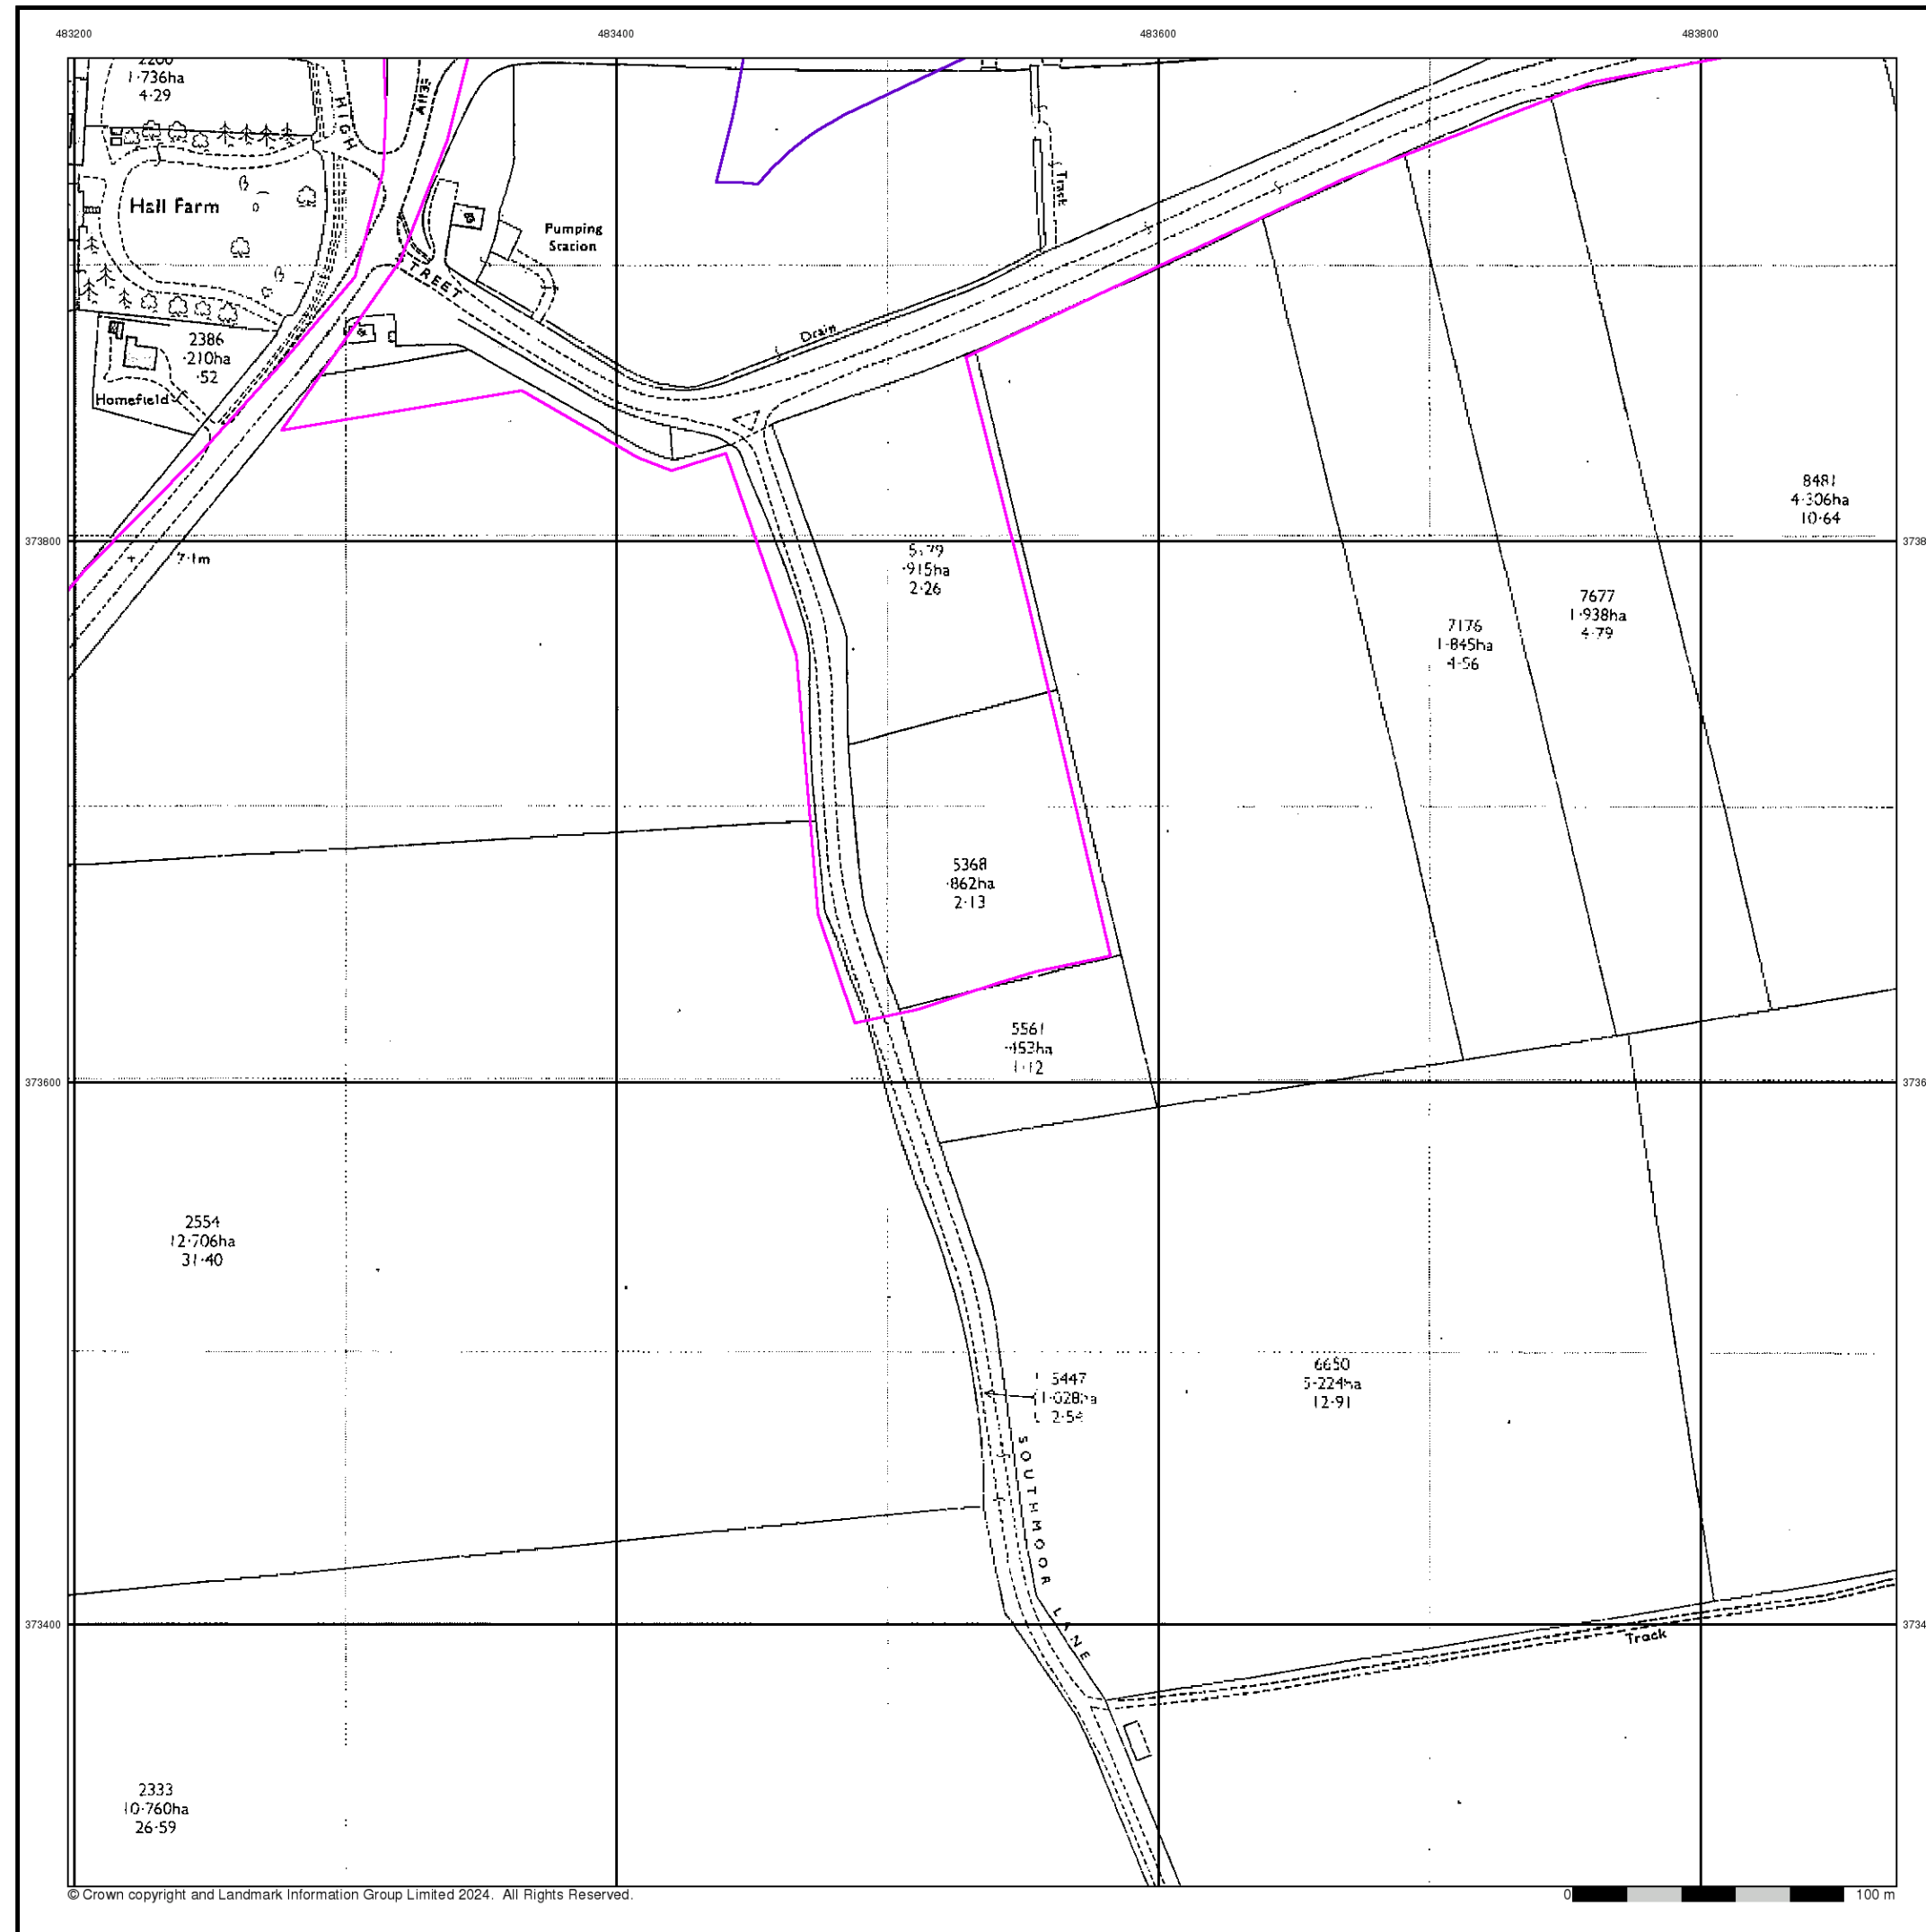 483200
483400
483600
483800
2200
1·736ha
4·29
HIGH
Hall Farm
Pumping
Station
Track
TREET
Drain
2386
·210ha
·52
Homefield
7·1m
373800
3738
915ha
2·26
8481
4·306ha
10·64
7677
1·938ha
4·79
7176
1·845ha
4·56
5368
·862ha
2·13
5561
·453ha
1·12
373600
3736
2554
12·706ha
31·40
5447
1·028ha
2·54
6650
5·224ha
12·91
SOUTHMOOR LANE
373400
3734
Track
2333
10·760ha
26·59
© Crown copyright and Landmark Information Group Limited 2024. All Rights Reserved.
0
100 m